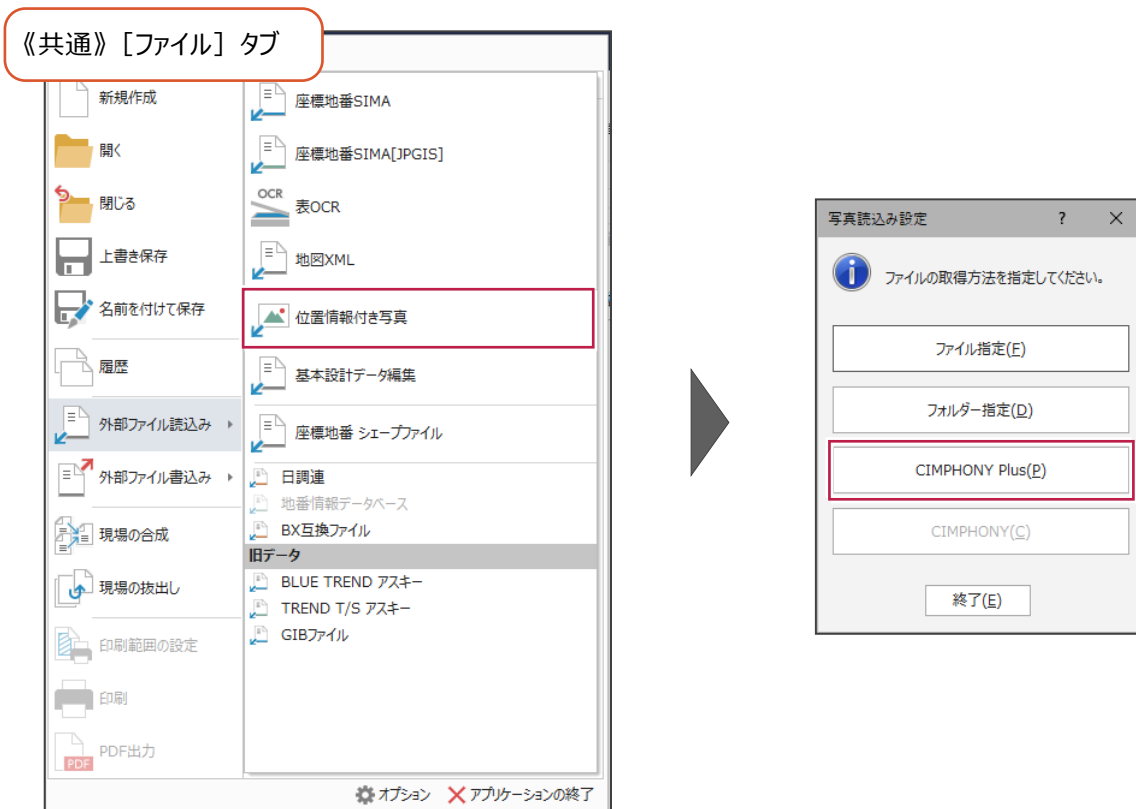 《共通》［ファイル］タブ
新規作成
開く
閉じる
上書き保存
名前を付けて保存
履歴
外部ファイル読込み
外部ファイル書込み
現場の合成
現場の抜出し
印刷範囲の設定
印刷
PDF
PDF出力
座標地番SIMA
座標地番SIMA[JPGIS]
OCR
表OCR
地図XML
位置情報付き写真
基本設計データ編集
座標地番 シェープファイル
日調連
地番情報データベース
BX互換ファイル
旧データ
BLUE TREND アスキー
TREND T/S アスキー
GIBファイル
オプション
アプリケーションの終了
写真読込み設定 ? ×
ファイルの取得方法を指定してください。
ファイル指定(F)
フォルダー指定(D)
CIMPHONY Plus(P)
CIMPHONY(C)
終了(E)